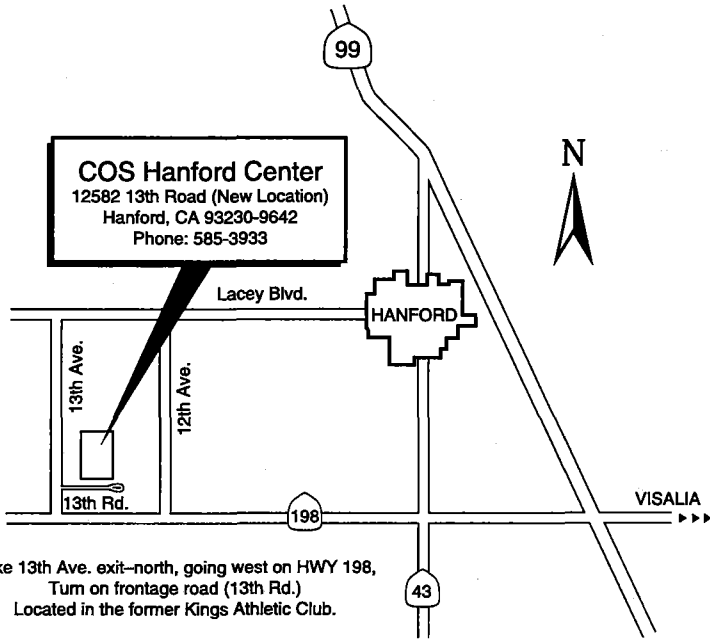 99
COS Hanford Center
12582 13th Road (New Location)
Hanford, CA 93230-9642
Phone: 585-3933
N
Lacey Blvd.
HANFORD
13th Ave.
12th Ave.
13th Rd.
198
VISALIA
43
13th Ave. exit–north, going west on HWY 198,
Turn on frontage road (13th Rd.)
Located in the former Kings Athletic Club.